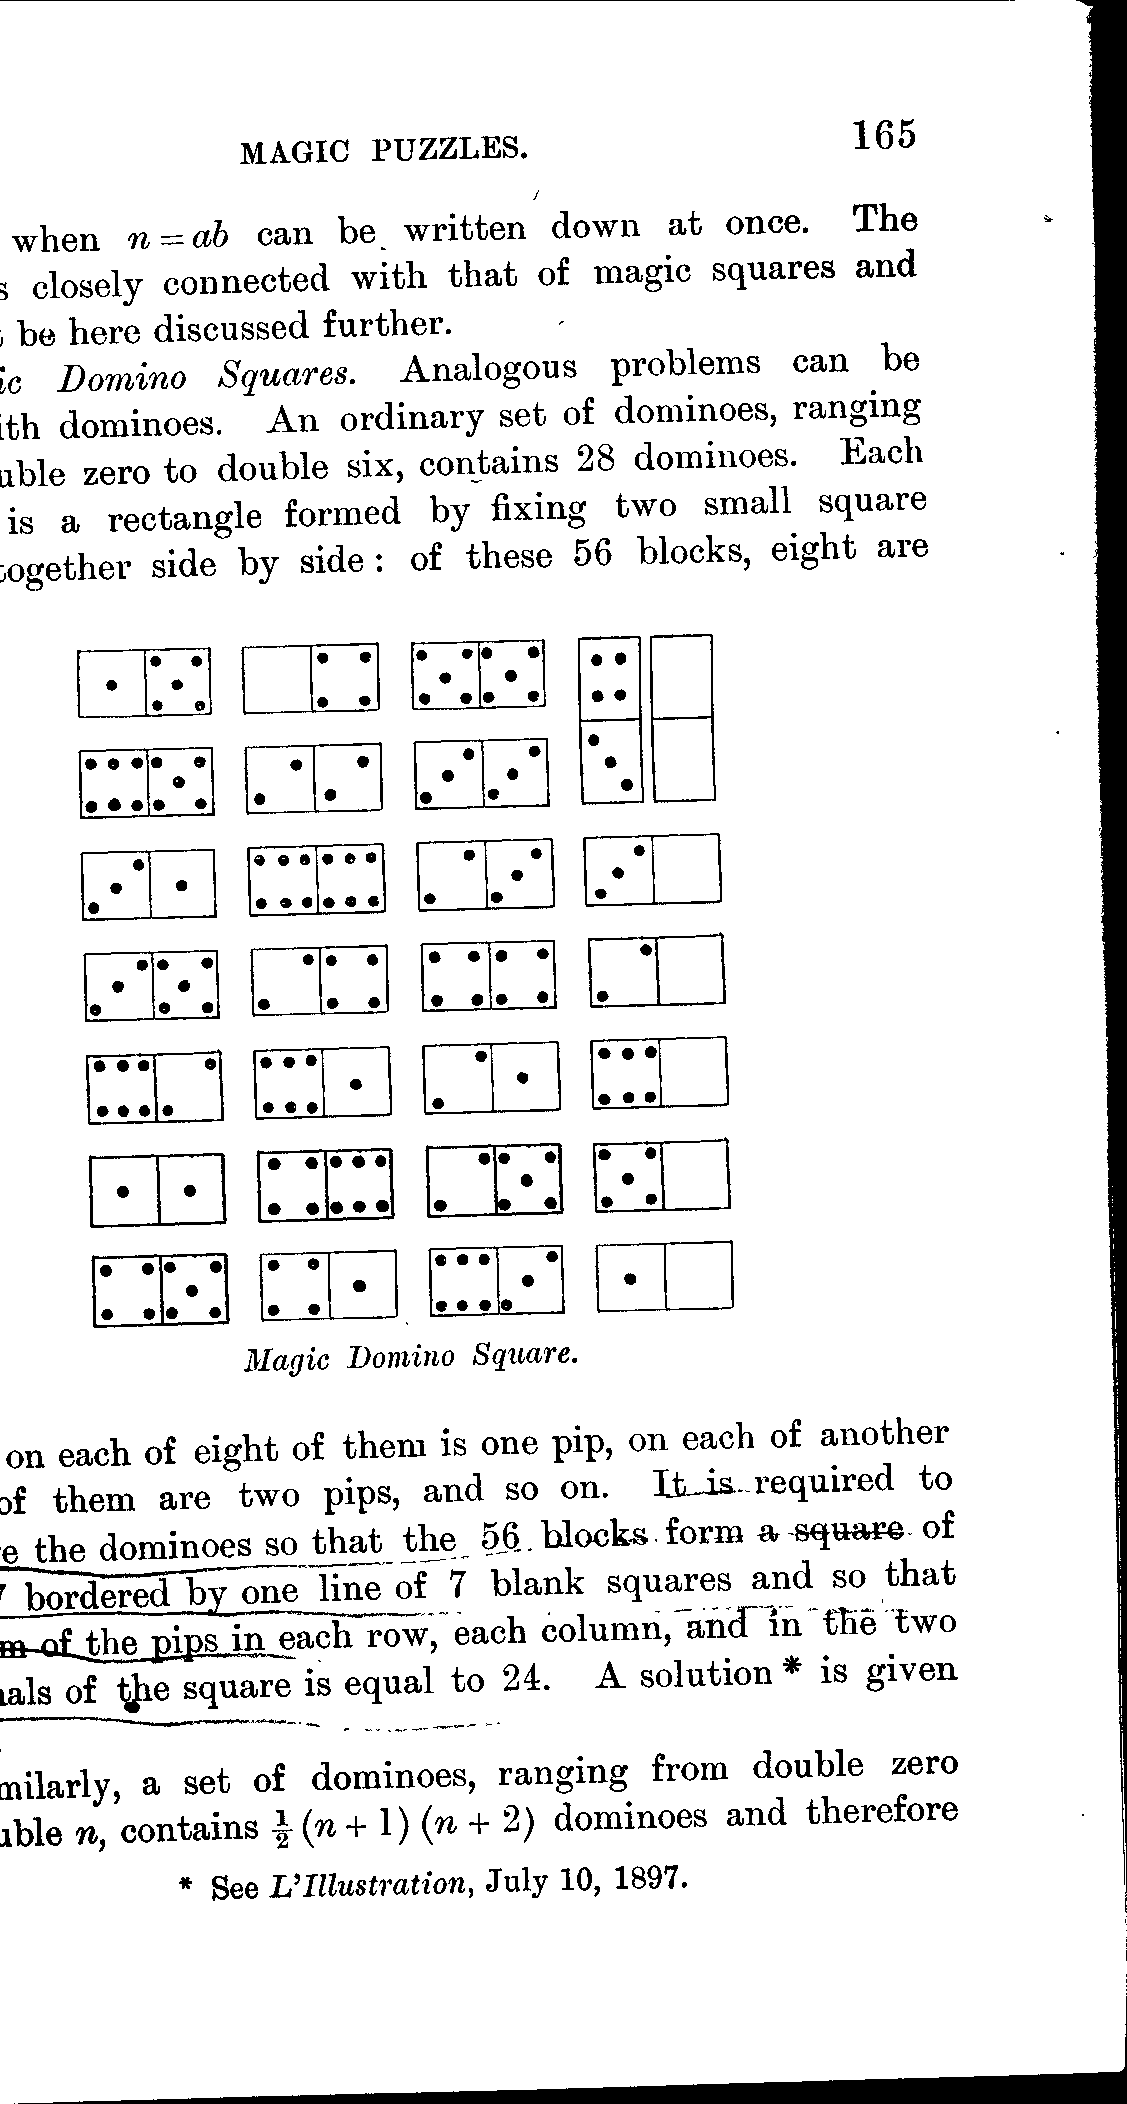 MAGIC PUZZLES. 165
when n = ab can be written down at once. The
s closely connected with that of magic squares and
be here discussed further.
ic Domino Squares. Analogous problems can be
ith dominoes. An ordinary set of dominoes, ranging
uble zero to double six, contains 28 dominoes. Each
is a rectangle formed by fixing two small square
together side by side: of these 56 blocks, eight are
Magic Domino Square.
on each of eight of them is one pip, on each of another
of them are two pips, and so on. It is required to
e the dominoes so that the 56 blocks form a square of
7 bordered by one line of 7 blank squares and so that
m of the pips in each row, each column, and in the two
als of the square is equal to 24. A solution* is given
milarly, a set of dominoes, ranging from double zero
uble n, contains ½ (n + 1) (n + 2) dominoes and therefore
* See L'Illustration, July 10, 1897.